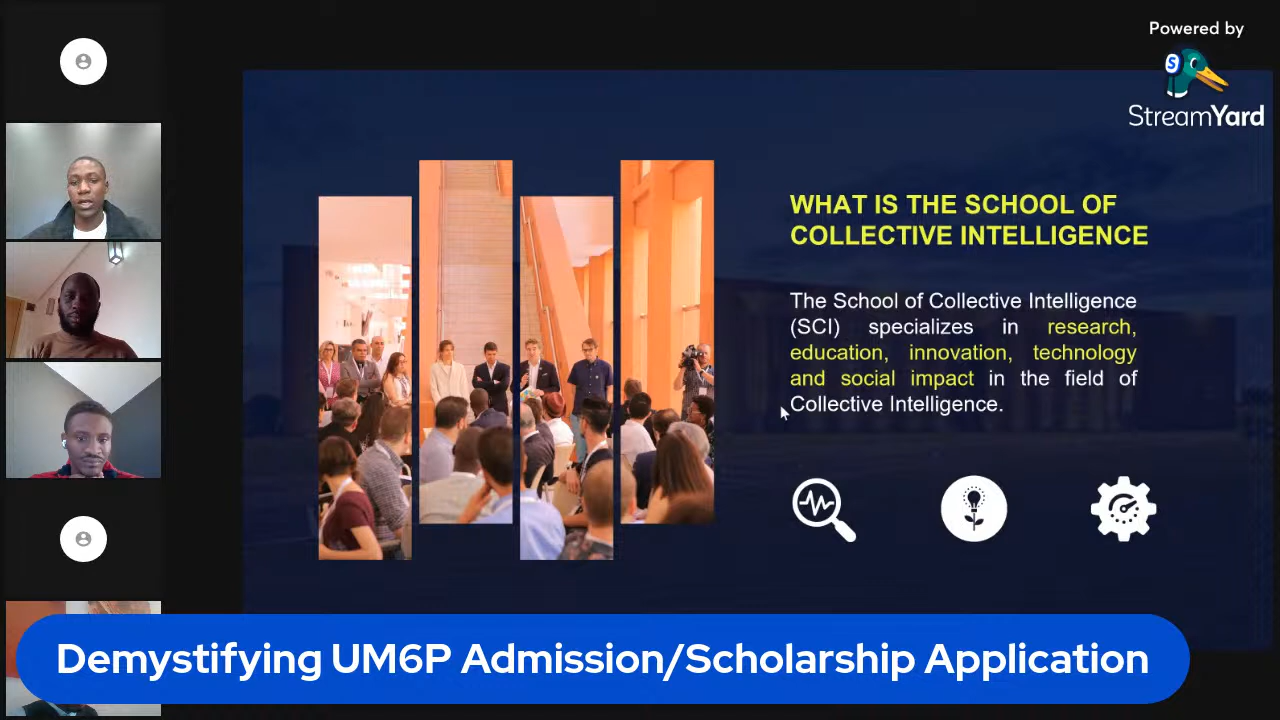 Powered by
S
StreamYard
WHAT IS THE SCHOOL OF
COLLECTIVE INTELLIGENCE
The School of Collective Intelligence
(SCI) specializes in research,
education, innovation, technology
and social impact in the field of
Collective Intelligence.
Demystifying UM6P Admission/Scholarship Application